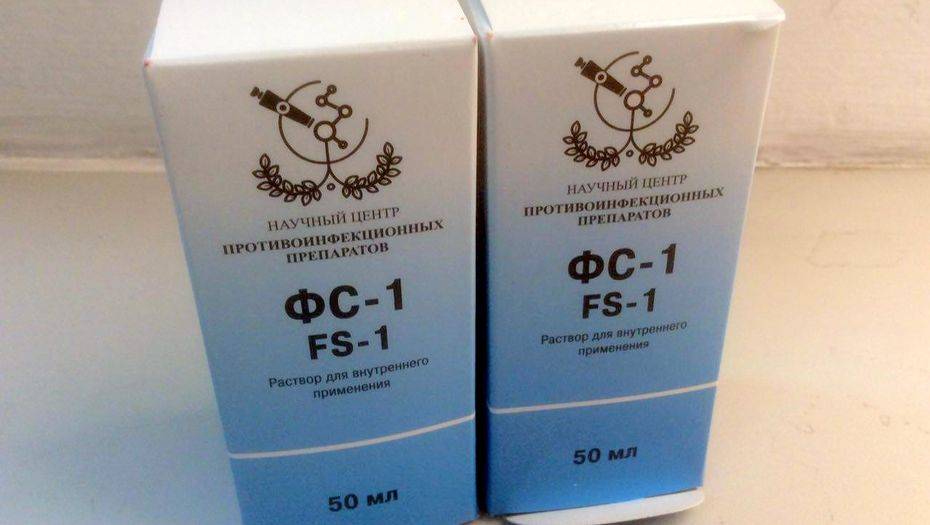 НАУЧНЫЙ ЦЕНТР
ПРОТИВОИНФЕКЦИОННЫХ
ПРЕПАРАТОВ
ФС-1
FS-1
Раствор для внутреннего
применения
50 мл
НАУЧНЫЙ ЦЕНТР
ПРОТИВОИНФЕКЦИОННЫХ
ПРЕПАРАТОВ
ФС-1
FS-1
Раствор для внутреннего
применения
50 мл